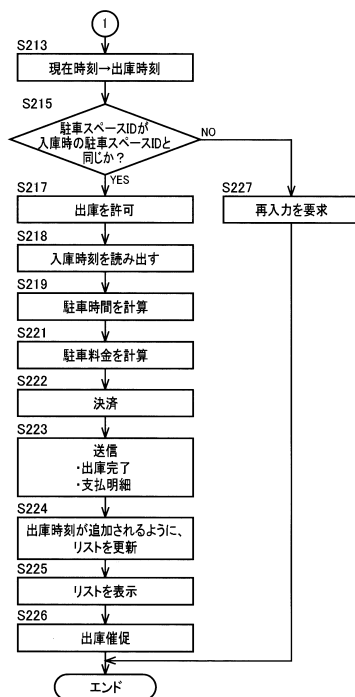 1
S213
現在時刻→出庫時刻
S215
駐車スペースIDが
入庫時の駐車スペースIDと
同じか?
NO
YES
S217
出庫を許可
S227
再入力を要求
S218
入庫時刻を読み出す
S219
駐車時間を計算
S221
駐車料金を計算
S222
決済
S223
送信
・出庫完了
・支払明細
S224
出庫時刻が追加されるように、
リストを更新
S225
リストを表示
S226
出庫催促
エンド